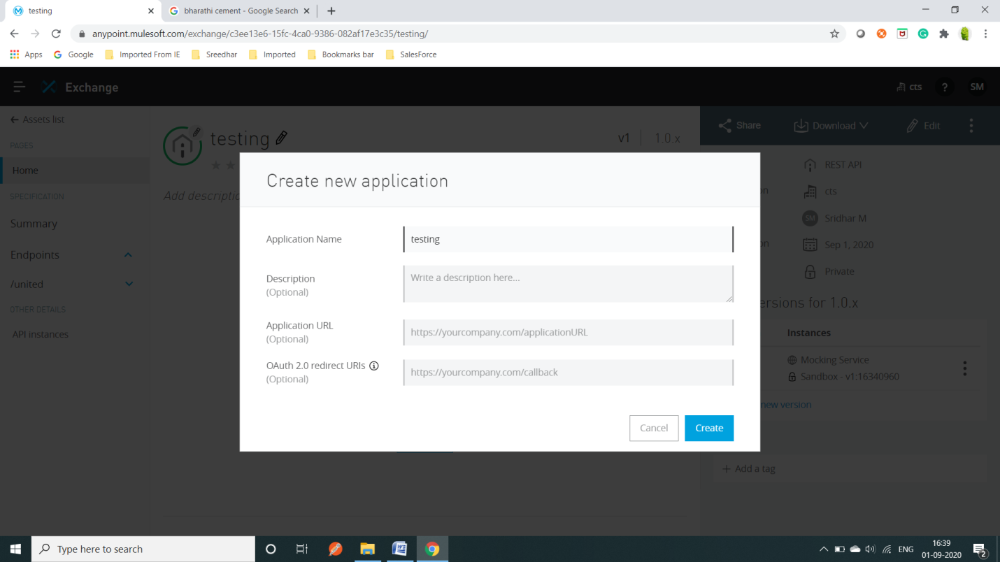 testing
bharathi cement - Google Search
anypoint.mulesoft.com/exchange/c3ee13e6-15fc-4ca0-9386-082af17e3c35/testing/
Apps Google Imported From IE Sreedhar Imported Bookmarks bar SalesForce
Exchange
cts ? SM
Assets list
PAGES
Home
SPECIFICATION
Summary
Endpoints
/united
OTHER DETAILS
API instances
testing
v1 1.0.x
Share Download Edit
Add descriptio
REST API
on cts
SM Sridhar M
on Sep 1, 2020
Private
ersions for 1.0.x
Instances
Mocking Service
Sandbox - v1:16340960
new version
+ Add a tag
Create new application
Application Name testing
Description Write a description here...
(Optional)
Application URL https://yourcompany.com/applicationURL
(Optional)
OAuth 2.0 redirect URIs https://yourcompany.com/callback
(Optional)
Cancel Create
Type here to search
ENG
16:39
01-09-2020
2